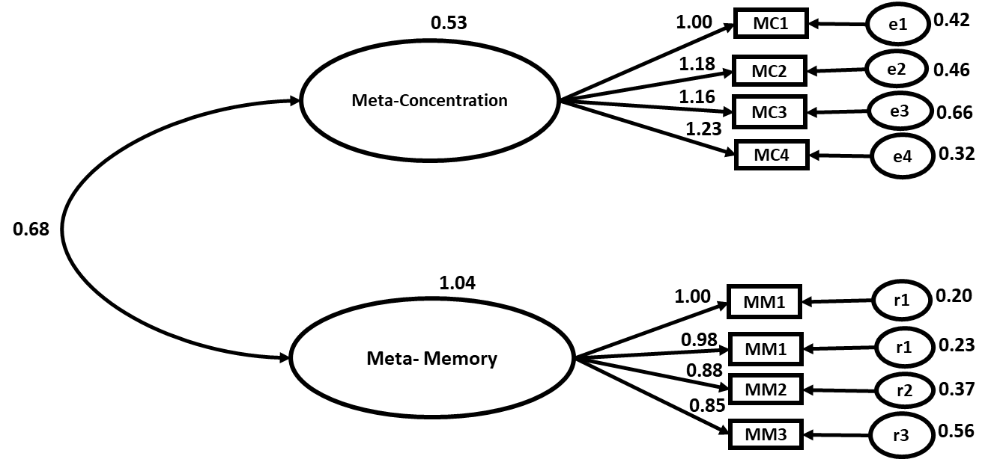 0.53
1.00
MC1
e1
0.42
1.18
MC2
e2
0.46
Meta-Concentration
1.16
MC3
e3
0.66
1.23
MC4
e4
0.32
0.68
1.04
1.00
MM1
r1
0.20
0.98
MM1
r1
0.23
Meta- Memory
0.88
MM2
r2
0.37
0.85
MM3
r3
0.56